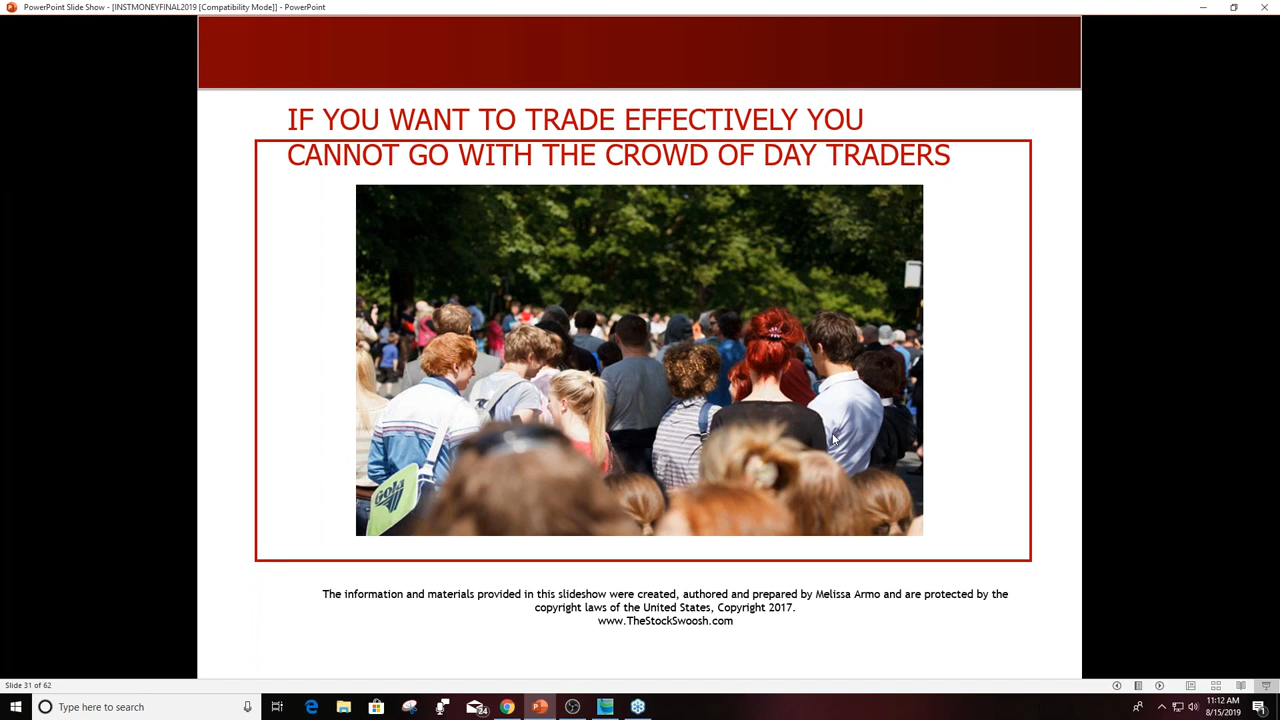 PowerPoint Slide Show - [INSTMONEYFINAL2019 [Compatibility Mode]] - PowerPoint
IF YOU WANT TO TRADE EFFECTIVELY YOU
CANNOT GO WITH THE CROWD OF DAY TRADERS
GOLA
The information and materials provided in this slideshow were created, authored and prepared by Melissa Armo and are protected by the
copyright laws of the United States, Copyright 2017.
www.TheStockSwoosh.com
Slide 31 of 62
Type here to search
24
11:12 AM
8/15/2019
1